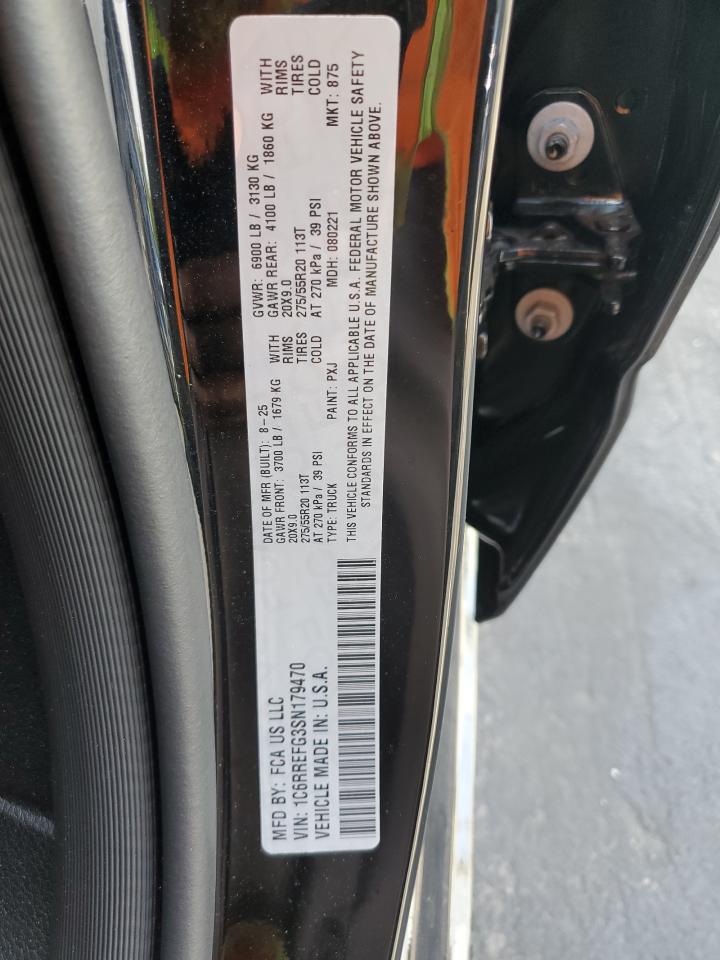 MFD BY: FCA US LLC
VIN: 1C6RREFG3SN179470
VEHICLE MADE IN: U.S.A.
DATE OF MFR (BUILT): 8-25 GVWR: 6900 LB / 3130 KG
GAWR FRONT: 3700 LB / 1679 KG WITH GAWR REAR: 4100 LB / 1860 KG WITH
20X9.0 RIMS 20X9.0 RIMS
275/55R20 113T TIRES 275/55R20 113T TIRES
AT 270 kPa / 39 PSI COLD AT 270 kPa / 39 PSI COLD
TYPE: TRUCK PAINT: PXJ MDH: 080221 MKT: 875
THIS VEHICLE CONFORMS TO ALL APPLICABLE U.S.A. FEDERAL MOTOR VEHICLE SAFETY
STANDARDS IN EFFECT ON THE DATE OF MANUFACTURE SHOWN ABOVE.